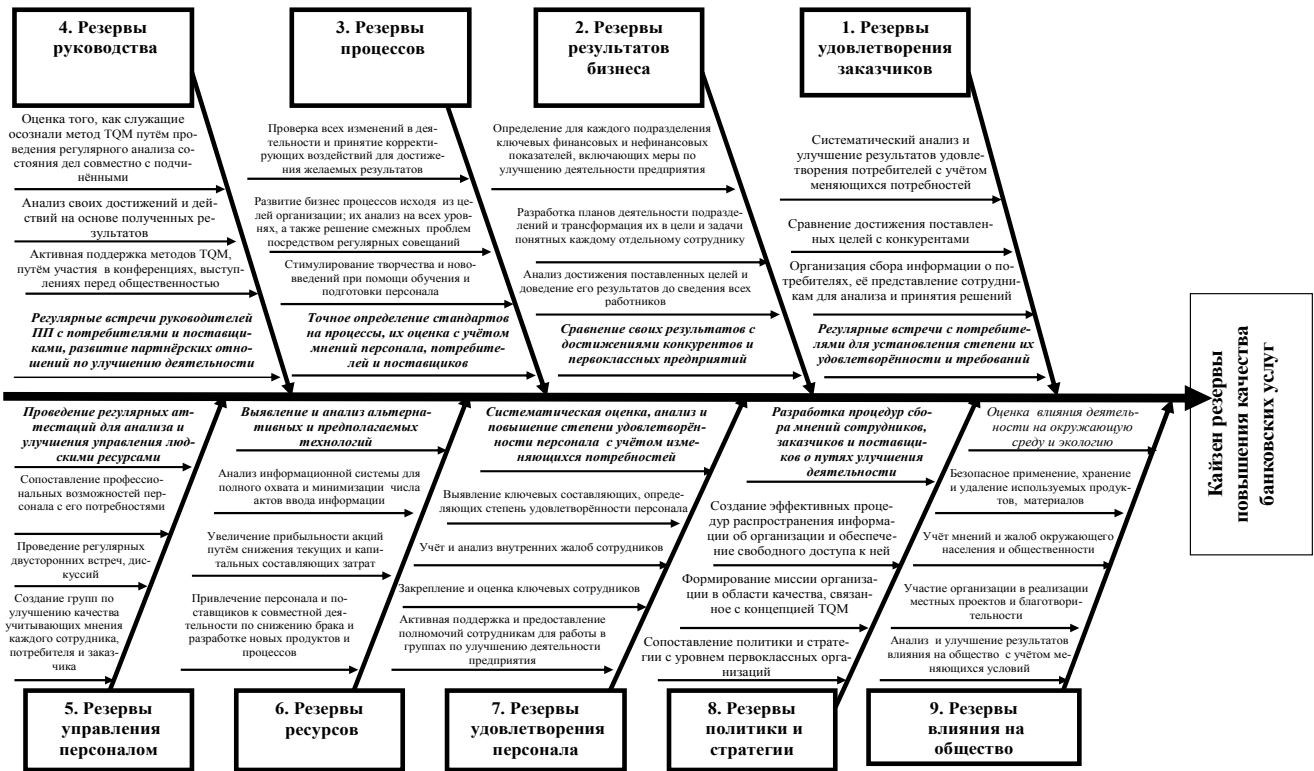 4. Резервы
руководства
3. Резервы
процессов
2. Резервы
результатов
бизнеса
1. Резервы
удовлетворения
заказчиков
Оценка того, как служащие
осознали метод TQM путём про-
ведения регулярного анализа со-
стояния дел совместно с подчи-
нёнными
Анализ своих достижений и дей-
ствий на основе полученных ре-
зультатов
Активная поддержка методов TQM,
путём участия в конференциях, высту-
плениях перед общественностью
Регулярные встречи руководителей
ПП с потребителями и поставщи-
ками, развитие партнёрских отно-
шений по улучшению деятельности
Проверка всех изменений в дея-
тельности и принятие корректи-
рующих воздействий для достиже-
ния желаемых результатов
Развитие бизнес процессов исходя из це-
лей организации; их анализ на всех уров-
нях, а также решение смежных проблем
посредством регулярных совещаний
Стимулирование творчества и ново-
введений при помощи обучения и
подготовки персонала
Точное определение стандартов
на процессы, их оценка с учётом
мнений персонала, потребите-
лей и поставщиков
Определение для каждого подразделения
ключевых финансовых и нефинансовых
показателей, включающих меры по
улучшению деятельности предприятия
Разработка планов деятельности подразде-
лений и трансформация их в цели и задачи
понятных каждому отдельному сотруднику
Анализ достижения поставленных целей и
доведение его результатов до сведения всех
работников
Сравнение своих результатов с
достижениями конкурентов и
первоклассных предприятий
Систематический анализ и
улучшение результатов удовле-
творения потребителей с учётом
меняющихся потребностей
Сравнение достижения поставлен-
ных целей с конкурентами
Организация сбора информации о по-
требителях, её представление сотрудни-
кам для анализа и принятия решений
Регулярные встречи с потребите-
лями для установления степени их
удовлетворённости и требований
Кайзен резервы
повышения качества
банковских услуг
Проведение регулярных ат-
тестаций для анализа и
улучшения управления люд-
скими ресурсами
Сопоставление профессио-
нальных возможностей пер-
сонала с его потребностями
Проведение регулярных
двусторонних встреч, дис-
куссий
Создание групп по
улучшению качества
учитывающих мнения
каждого сотрудника,
потребителя и заказ-
чика
Выявление и анализ альтерна-
тивных и предполагаемых
технологий
Анализ информационной системы для
полного охвата и минимизации числа
актов ввода информации
Увеличение прибыльности акций
путём снижения текущих и капи-
тальных составляющих затрат
Привлечение персонала и по-
ставщиков к совместной дея-
тельности по снижению брака и
разработке новых продуктов и
процессов
Систематическая оценка, анализ и
повышение степени удовлетворён-
ности персонала с учётом изме-
няющихся потребностей
Выявление ключевых составляющих, опреде-
ляющих степень удовлетворённости персонала
Учёт и анализ внутренних жалоб сотрудников
Закрепление и оценка ключевых сотрудников
Активная поддержка и предоставление
полномочий сотрудникам для работы в
группах по улучшению деятельности
предприятия
Разработка процедур сбо-
ра мнений сотрудников,
заказчиков и поставщи-
ков о путях улучшения
деятельности
Создание эффективных проце-
дур распространения информа-
ции об организации и обеспече-
ние свободного доступа к ней
Формирование миссии организа-
ции в области качества, связан-
ное с концепцией TQM
Сопоставление политики и страте-
гии с уровнем первоклассных орга-
низаций
Оценка влияния деятель-
ности на окружающую
среду и экологию
Безопасное применение, хранение
и удаление используемых продук-
тов, материалов
Учёт мнений и жалоб окружающего
населения и общественности
Участие организации в реализации
местных проектов и благотвори-
тельности
Анализ и улучшение результатов
влияния на общество с учётом ме-
няющихся условий
5. Резервы
управления
персоналом
6. Резервы
ресурсов
7. Резервы
удовлетворения
персонала
8. Резервы
политики и
стратегии
9. Резервы
влияния на
общество